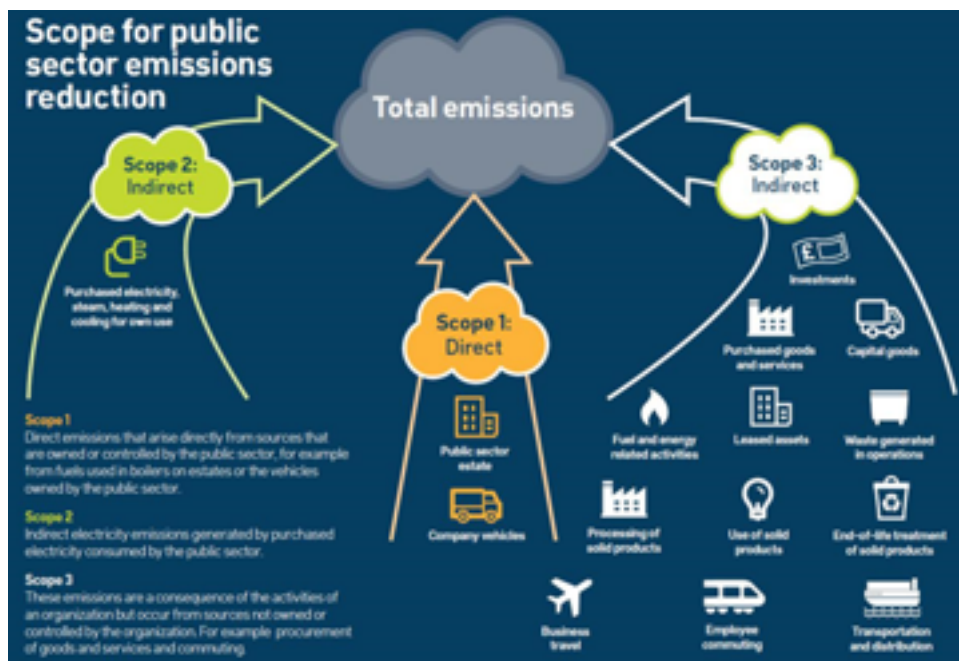 Scope for public
sector emissions
reduction
Total emissions
Scope 2:
Indirect
Scope 3:
Indirect
Purchased electricity,
steam, heating and
cooling for own use
Scope 1:
Direct
Investments
Purchased goods
and services
Capital goods
Public sector
estate
Fuel and energy
related activities
Leased assets
Waste generated
in operations
Company vehicles
Processing of
solid products
Use of solid
products
End-of-life treatment
of solid products
Business
travel
Employee
commuting
Transportation
and distribution
Scope 1
Direct emissions that arise directly from sources that
are owned or controlled by the public sector, for example
from fuels used in boilers on estates or the vehicles
owned by the public sector.
Scope 2
Indirect electricity emissions generated by purchased
electricity consumed by the public sector.
Scope 3
These emissions are a consequence of the activities of
an organization but occur from sources not owned or
controlled by the organization. For example procurement
of goods and services and commuting.
£